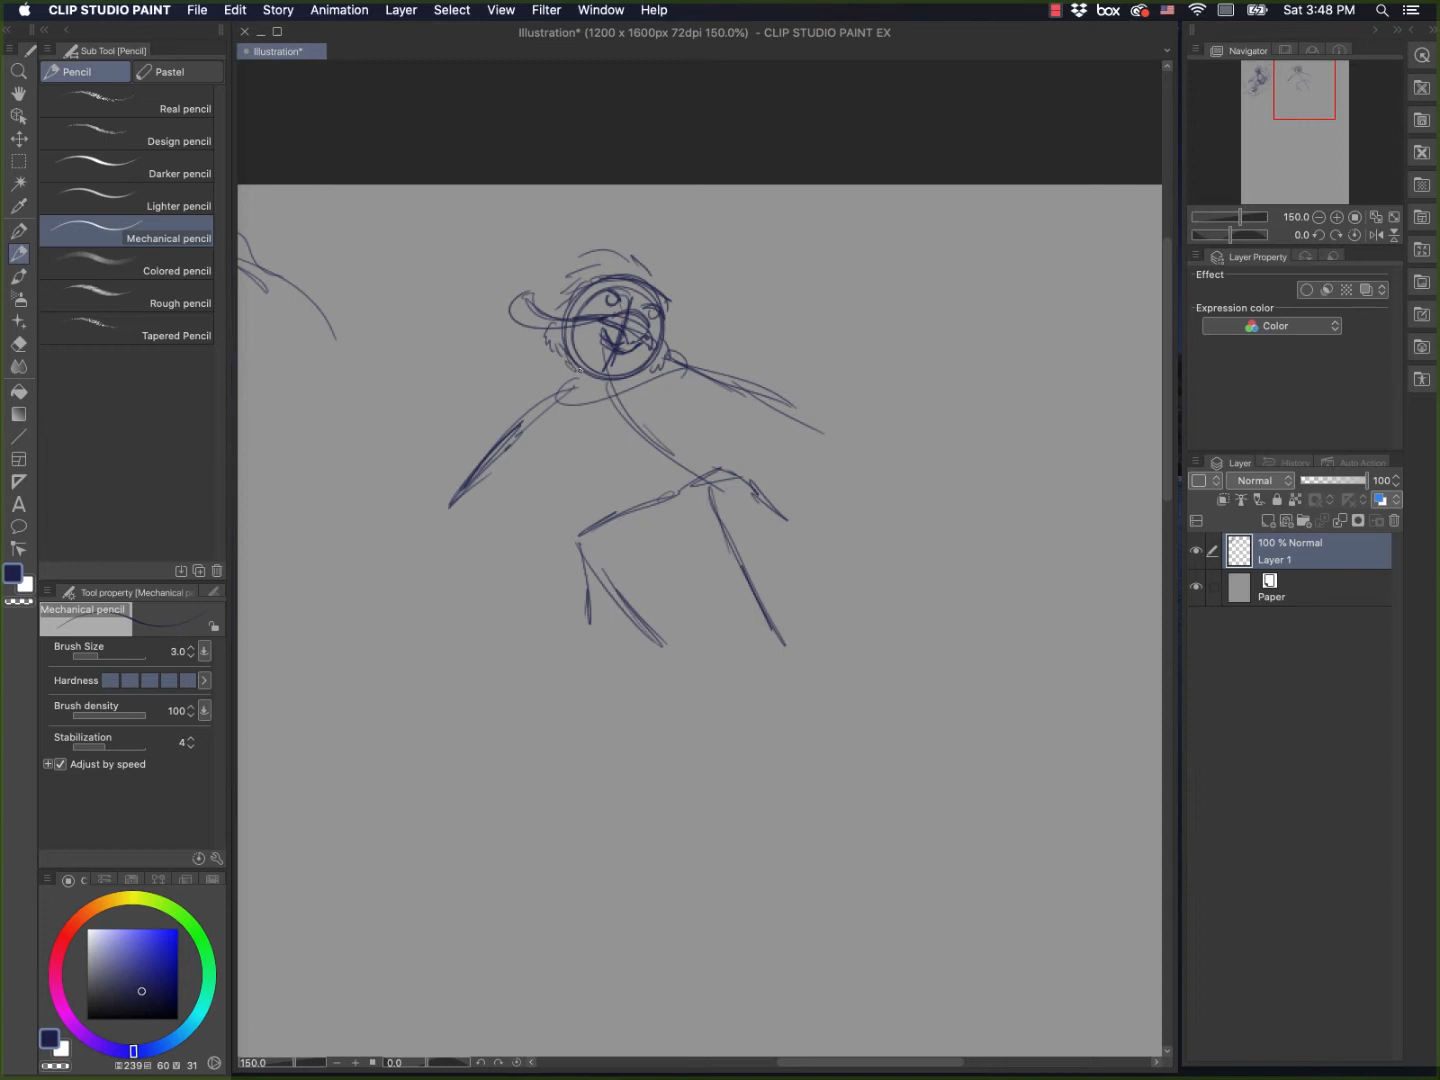 CLIP STUDIO PAINT File Edit Story Animation Layer Select View Filter Window Help box Sat 3:48 PM
Illustration* (1200 x 1600px 72dpi 150.0%) - CLIP STUDIO PAINT EX
Sub Tool [Pencil]
Illustration*
Navigator
Pencil
Pastel
Real pencil
Design pencil
Darker pencil
Lighter pencil
Mechanical pencil
Colored pencil
Rough pencil
Tapered Pencil
150.0
0.0
Layer Property
Effect
Expression color
Color
Layer
History
Auto Action
Normal
100
100 % Normal
Layer 1
Paper
Tool property [Mechanical p
Mechanical pencil
Brush Size
3.0
Hardness
Brush density
100
Stabilization
4
Adjust by speed
C
239 60 31
150.0
0.0